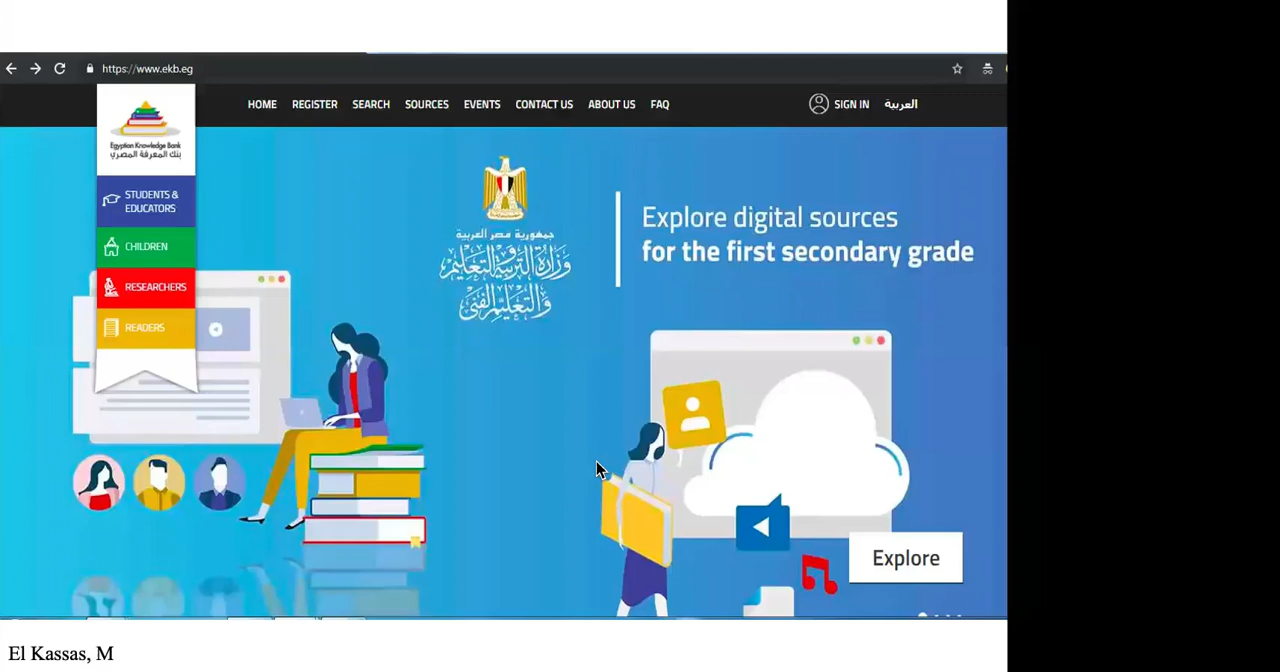 https://www.ekb.eg
HOME REGISTER SEARCH SOURCES EVENTS CONTACT US ABOUT US FAQ SIGN IN العربية
Egyptian Knowledge Bank
بنك المعرفة المصري
STUDENTS &
EDUCATORS
CHILDREN
RESEARCHERS
READERS
جمهورية مصر العربية
وزارة التربية والتعليم
والتعليم الفني
Explore digital sources
for the first secondary grade
Explore
El Kassas, M